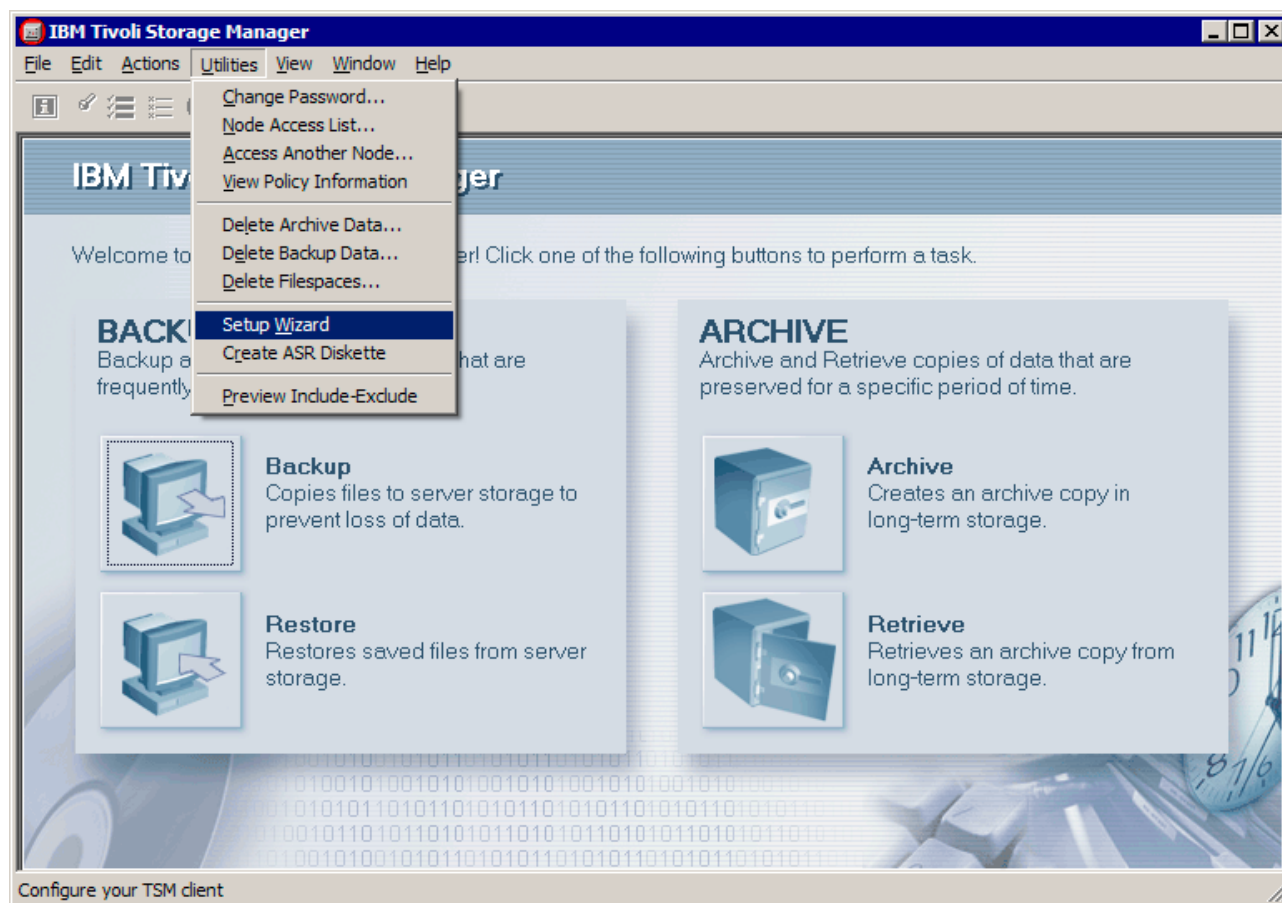 IBM Tivoli Storage Manager
File Edit Actions Utilities View Window Help
Change Password...
Node Access List...
Access Another Node...
View Policy Information
Delete Archive Data...
Delete Backup Data...
Delete Filespaces...
Setup Wizard
Create ASR Diskette
Preview Include-Exclude
IBM Tiv ger
Welcome to er! Click one of the following buttons to perform a task.
BACK
Backup a hat are
frequently
Backup
Copies files to server storage to
prevent loss of data.
Restore
Restores saved files from server
storage.
ARCHIVE
Archive and Retrieve copies of data that are
preserved for a specific period of time.
Archive
Creates an archive copy in
long-term storage.
Retrieve
Retrieves an archive copy from
long-term storage.
Configure your TSM client